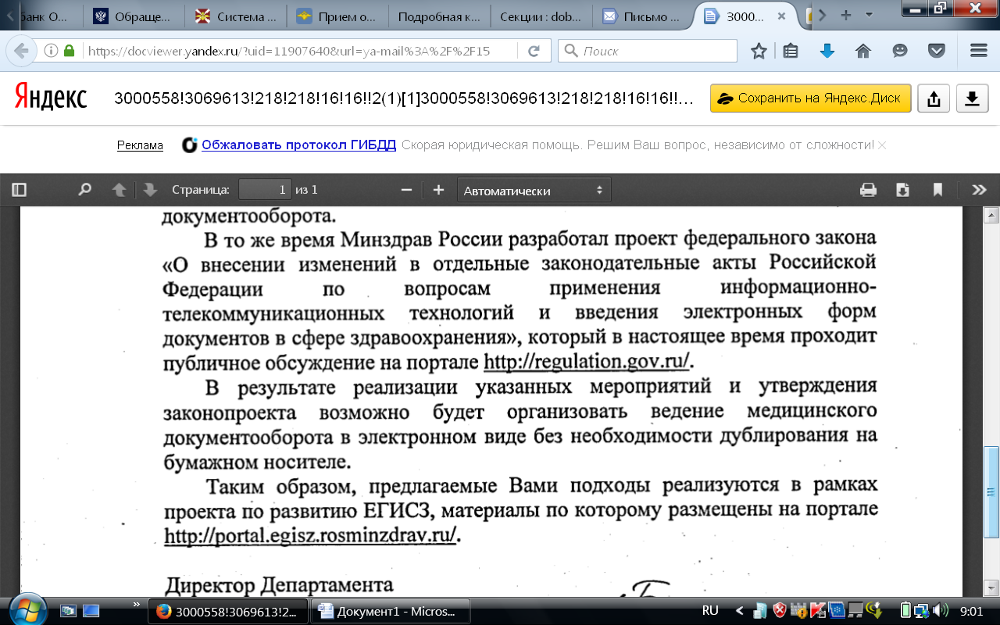 банк О...
Обраще...
Система ...
Прием о...
Подробная к...
Секции : dob...
Письмо ...
3000...
https://docviewer.yandex.ru/?uid=11907640&url=ya-mail%3A%2F%2F15
Поиск
Яндекс
3000558!3069613!218!218!16!16!!2(1)[1]3000558!3069613!218!218!16!16!!...
Сохранить на Яндекс.Диск
Реклама
Обжаловать протокол ГИБДД Скорая юридическая помощь. Решим Ваш вопрос, независимо от сложности!
Страница: 1 из 1
Автоматически
документооборота.
В то же время Минздрав России разработал проект федерального закона
«О внесении изменений в отдельные законодательные акты Российской
Федерации по вопросам применения информационно-
телекоммуникационных технологий и введения электронных форм
документов в сфере здравоохранения», который в настоящее время проходит
публичное обсуждение на портале http://regulation.gov.ru/.
В результате реализации указанных мероприятий и утверждения
законопроекта возможно будет организовать ведение медицинского
документооборота в электронном виде без необходимости дублирования на
бумажном носителе.
Таким образом, предлагаемые Вами подходы реализуются в рамках
проекта по развитию ЕГИСЗ, материалы по которому размещены на портале
http://portal.egisz.rosminzdrav.ru/.
Директор Департамента
3000558!3069613!2...
Документ1 - Micros...
RU
9:01